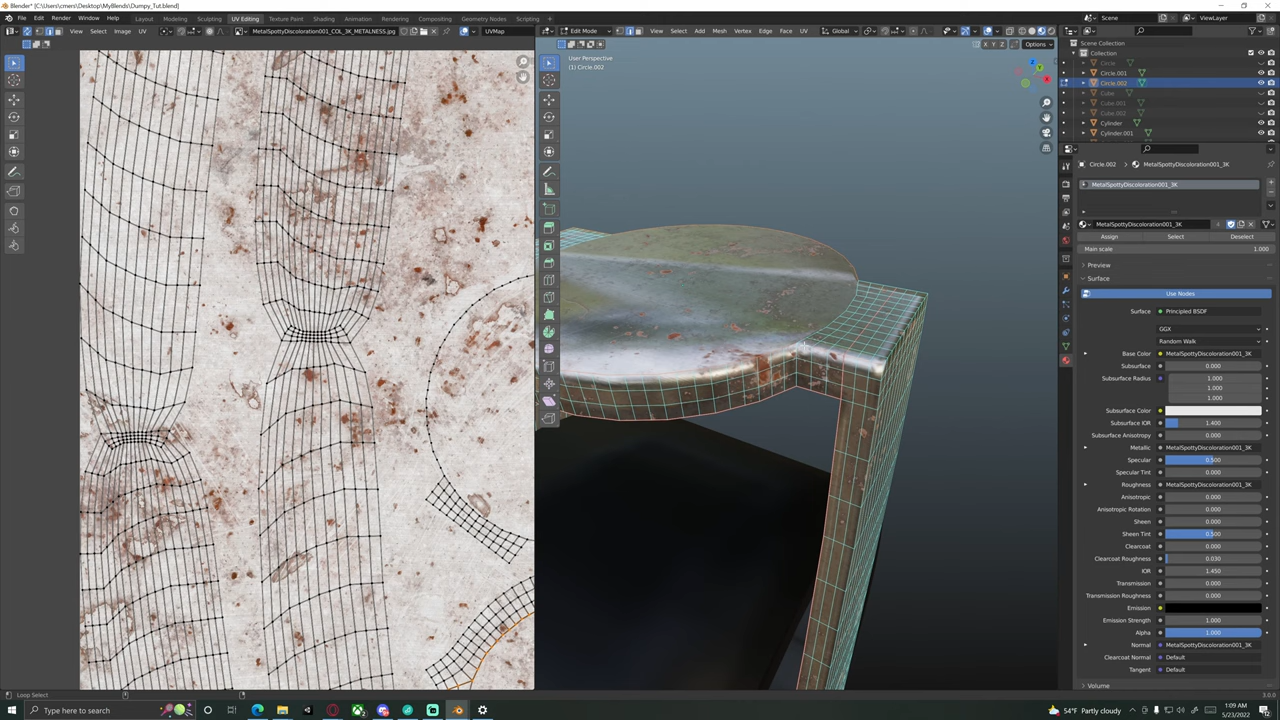 Blender* [C:\Users\cmers\Desktop\MyBlends\Dumpy_Tut.blend]
File Edit Render Window Help Layout Modeling Sculpting UV Editing Texture Paint Shading Animation Rendering Compositing Geometry Nodes Scripting Scene ViewLayer
View Select Image UV MetalSpottyDiscoloration001_COL_3K_METALNESS.jpg UVMap Edit Mode View Select Add Mesh Vertex Edge Face UV Global
X Y Z Options
User Perspective
(1) Circle.002
Scene Collection
Collection
Circle
Circle.001
Circle.002
Cube
Cube.001
Cube.002
Cylinder
Cylinder.001
Circle.002 MetalSpottyDiscoloration001_3K
MetalSpottyDiscoloration001_3K
MetalSpottyDiscoloration001_3K
Assign Select Deselect
Main scale 1.000
Preview
Surface
Use Nodes
Surface Principled BSDF
GGX
Random Walk
Base Color MetalSpottyDiscoloration001_3K
Subsurface 0.000
Subsurface Radius 1.000
1.000
1.000
Subsurface Color
Subsurface IOR 1.400
Subsurface Anisotropy 0.000
Metallic MetalSpottyDiscoloration001_3K
Specular 0.500
Specular Tint 0.000
Roughness MetalSpottyDiscoloration001_3K
Anisotropic 0.000
Anisotropic Rotation 0.000
Sheen 0.000
Sheen Tint 0.500
Clearcoat 0.000
Clearcoat Roughness 0.030
IOR 1.450
Transmission 0.000
Transmission Roughness 0.000
Emission
Emission Strength 1.000
Alpha 1.000
Normal MetalSpottyDiscoloration001_3K
Clearcoat Normal Default
Tangent Default
Volume
Loop Select 3.0.0
Type here to search 54°F Partly cloudy 1:09 AM
5/23/2022